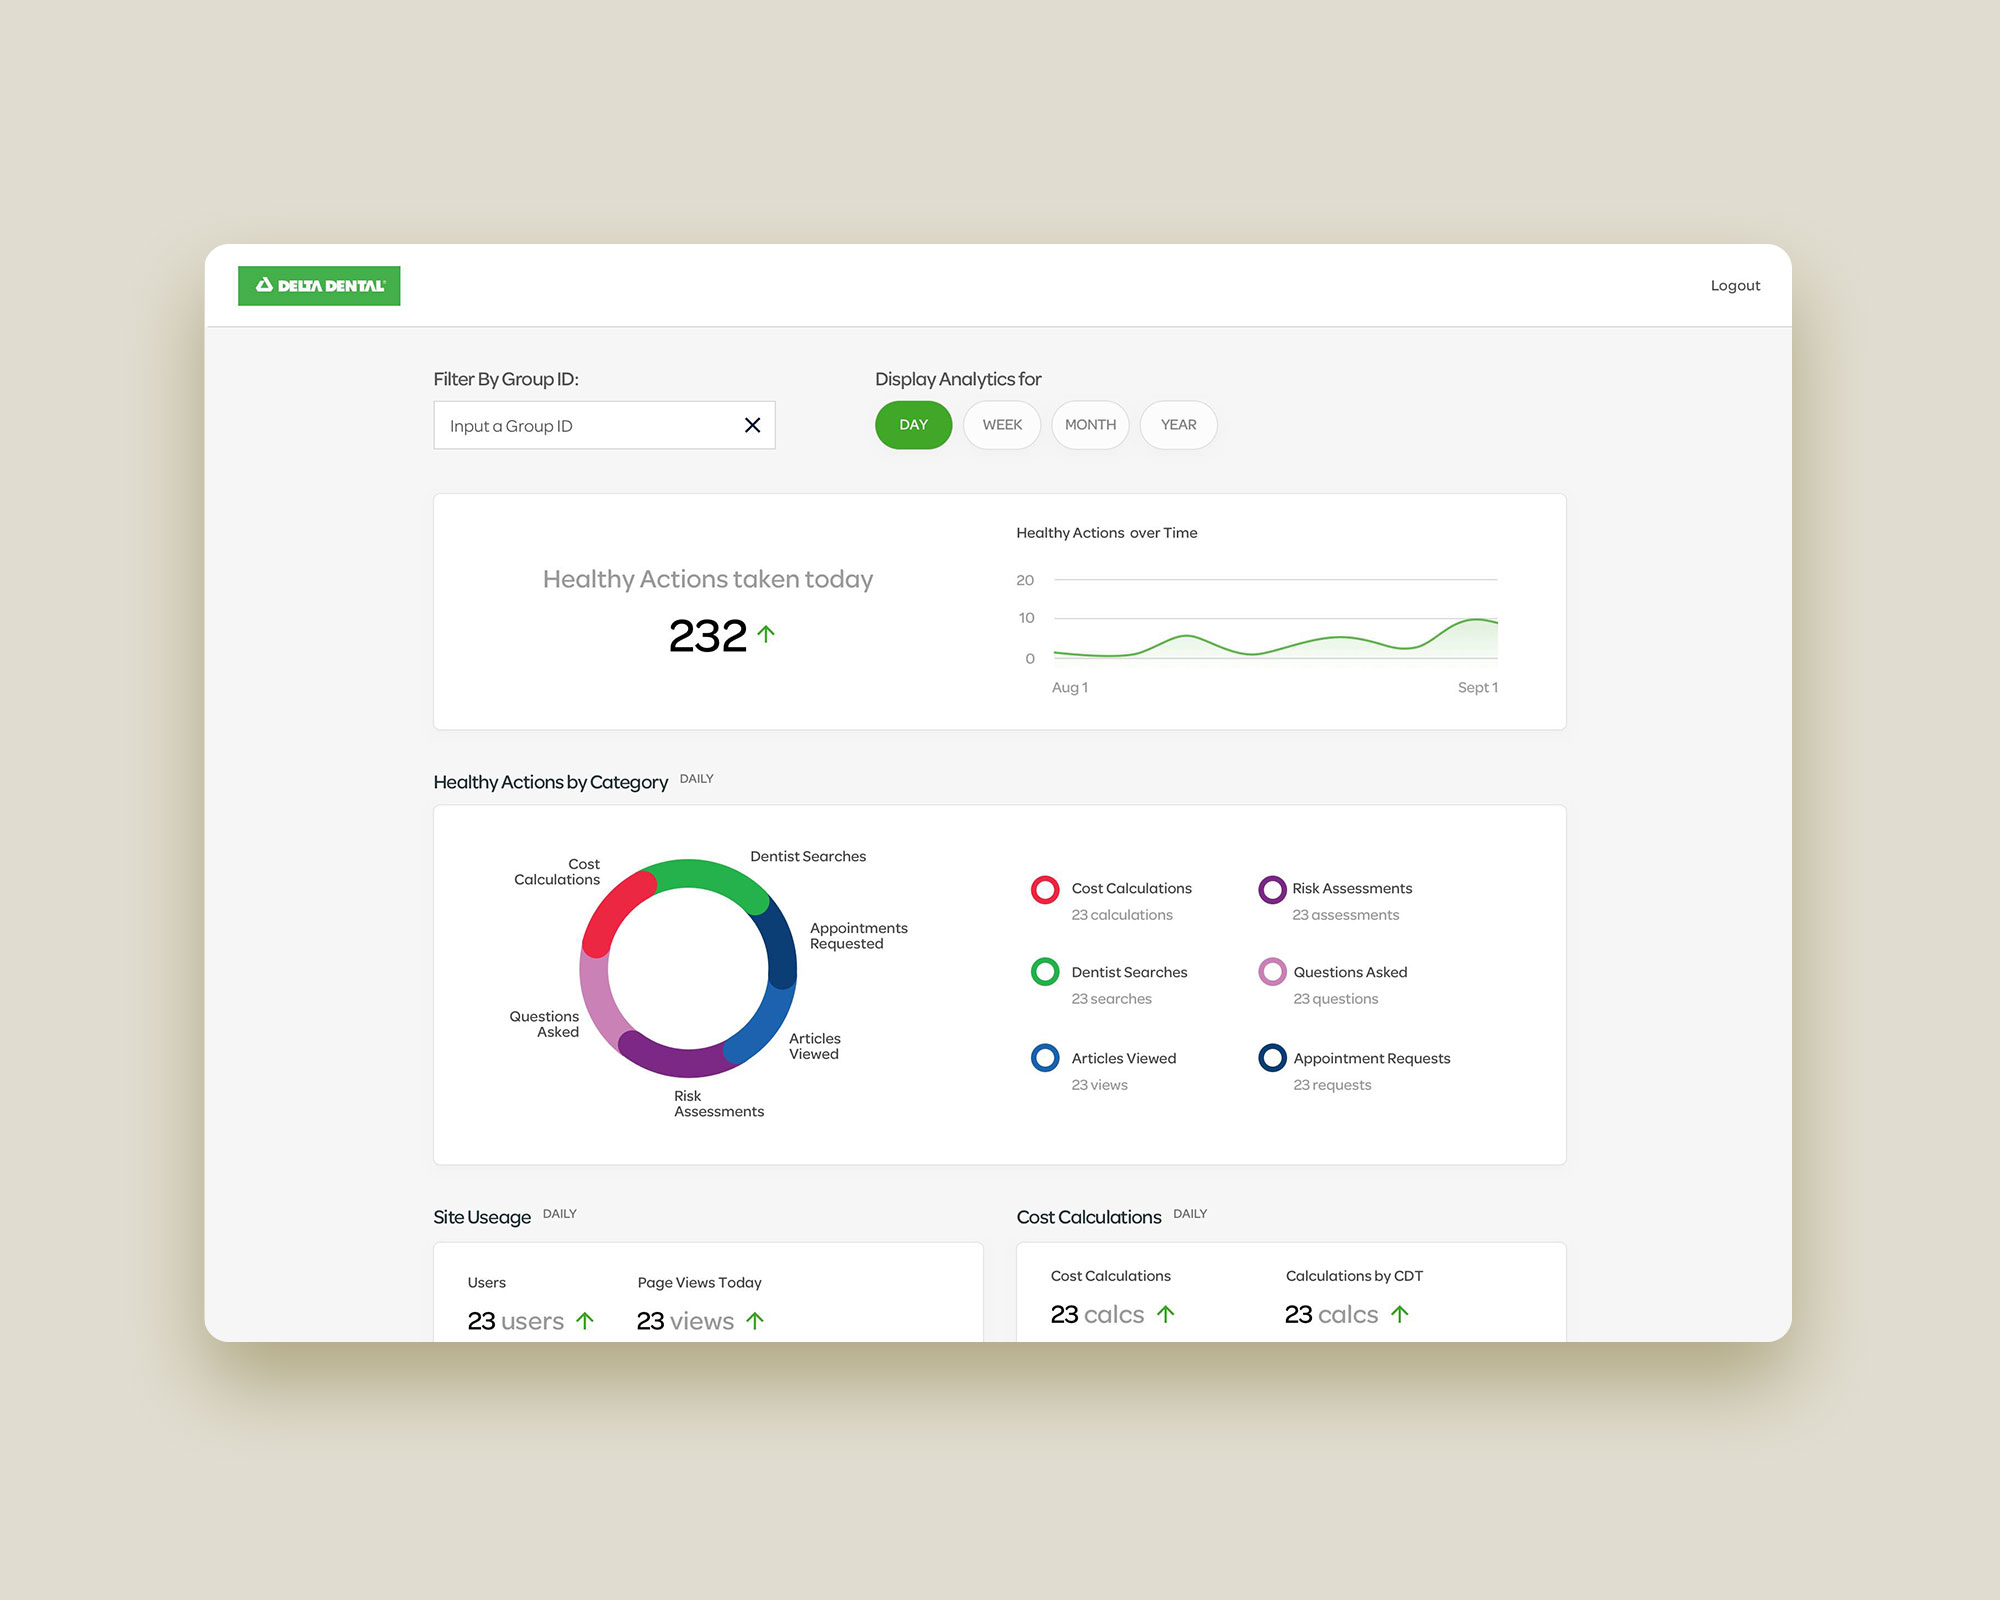 DELTA DENTAL
Logout
Filter By Group ID:
Input a Group ID
Display Analytics for
DAY
WEEK
MONTH
YEAR
Healthy Actions taken today
232
Healthy Actions over Time
20
10
0
Aug 1
Sept 1
Healthy Actions by Category DAILY
Cost
Calculations
Dentist Searches
Appointments
Requested
Questions
Asked
Articles
Viewed
Risk
Assessments
Cost Calculations
23 calculations
Risk Assessments
23 assessments
Dentist Searches
23 searches
Questions Asked
23 questions
Articles Viewed
23 views
Appointment Requests
23 requests
Site Useage DAILY
Users
23 users
Page Views Today
23 views
Cost Calculations DAILY
Cost Calculations
23 calcs
Calculations by CDT
23 calcs